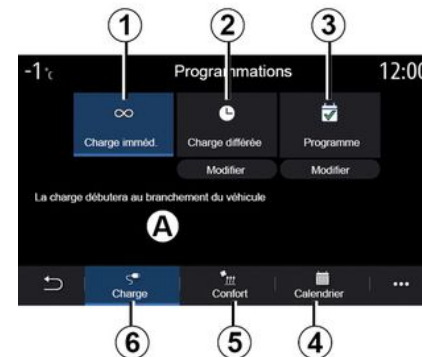 1 2 3
-1°c Programmations 12:00
Charge imméd. Charge différée Programme
Modifier Modifier
La charge débutera au branchement du véhicule
A
Charge Confort Calendrier
6 5 4